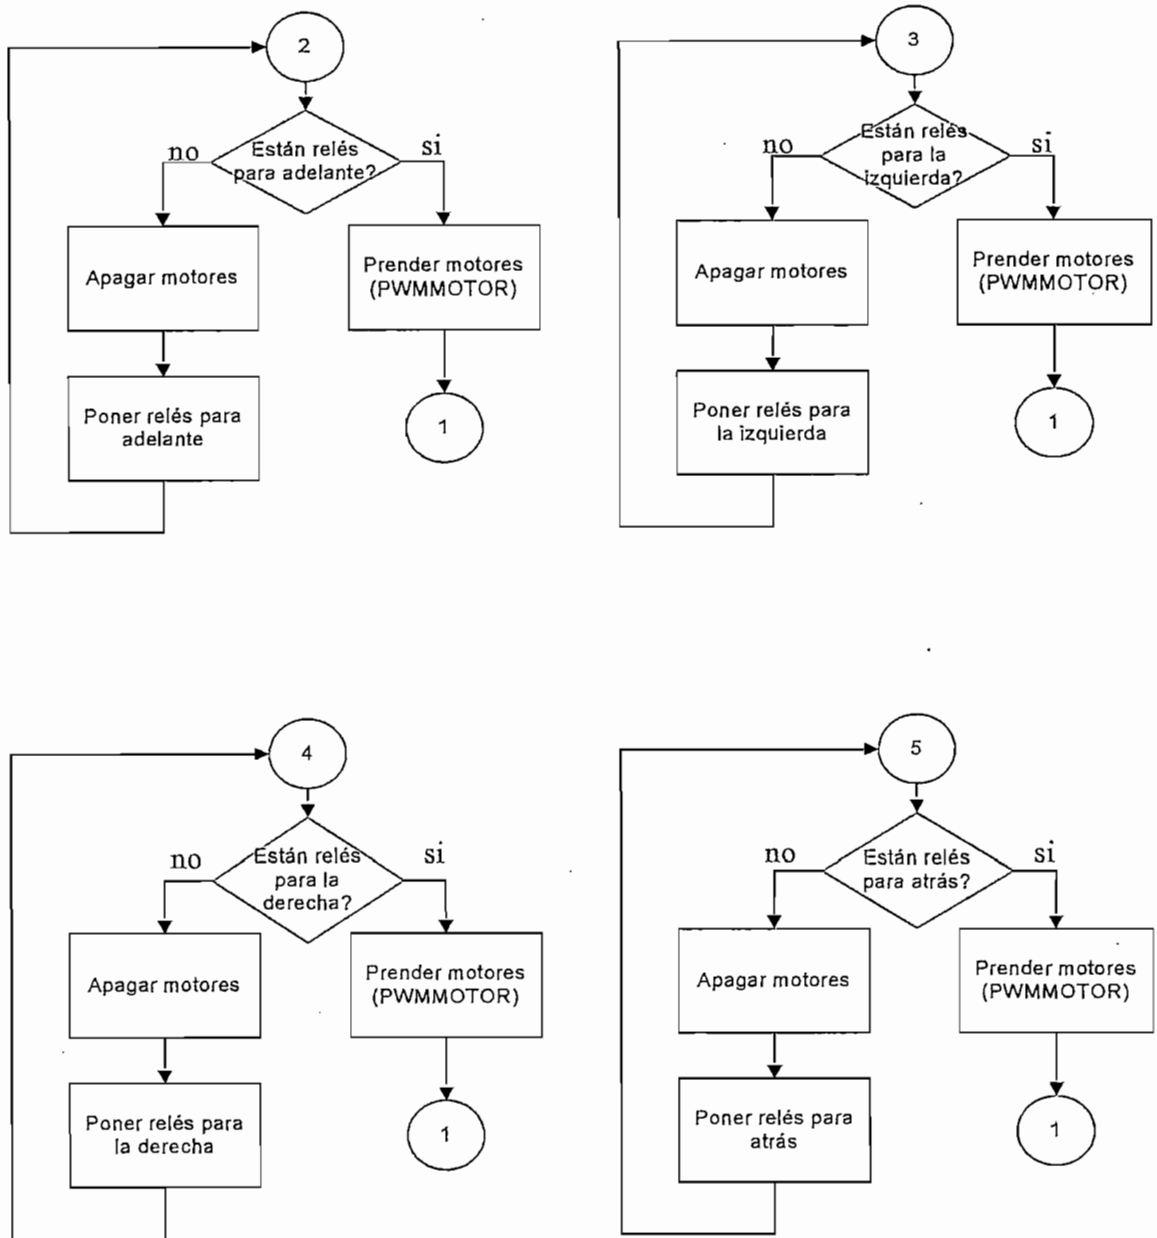 2
Están relés
para adelante?
no
si
Apagar motores
Prender motores
(PWMMOTOR)
Poner relés para
adelante
1
3
Están relés
para la
izquierda?
no
si
Apagar motores
Prender motores
(PWMMOTOR)
Poner relés para
la izquierda
1
4
Están relés
para la
derecha?
no
si
Apagar motores
Prender motores
(PWMMOTOR)
Poner relés para
la derecha
1
5
Están relés
para atrás?
no
si
Apagar motores
Prender motores
(PWMMOTOR)
Poner relés para
atrás
1